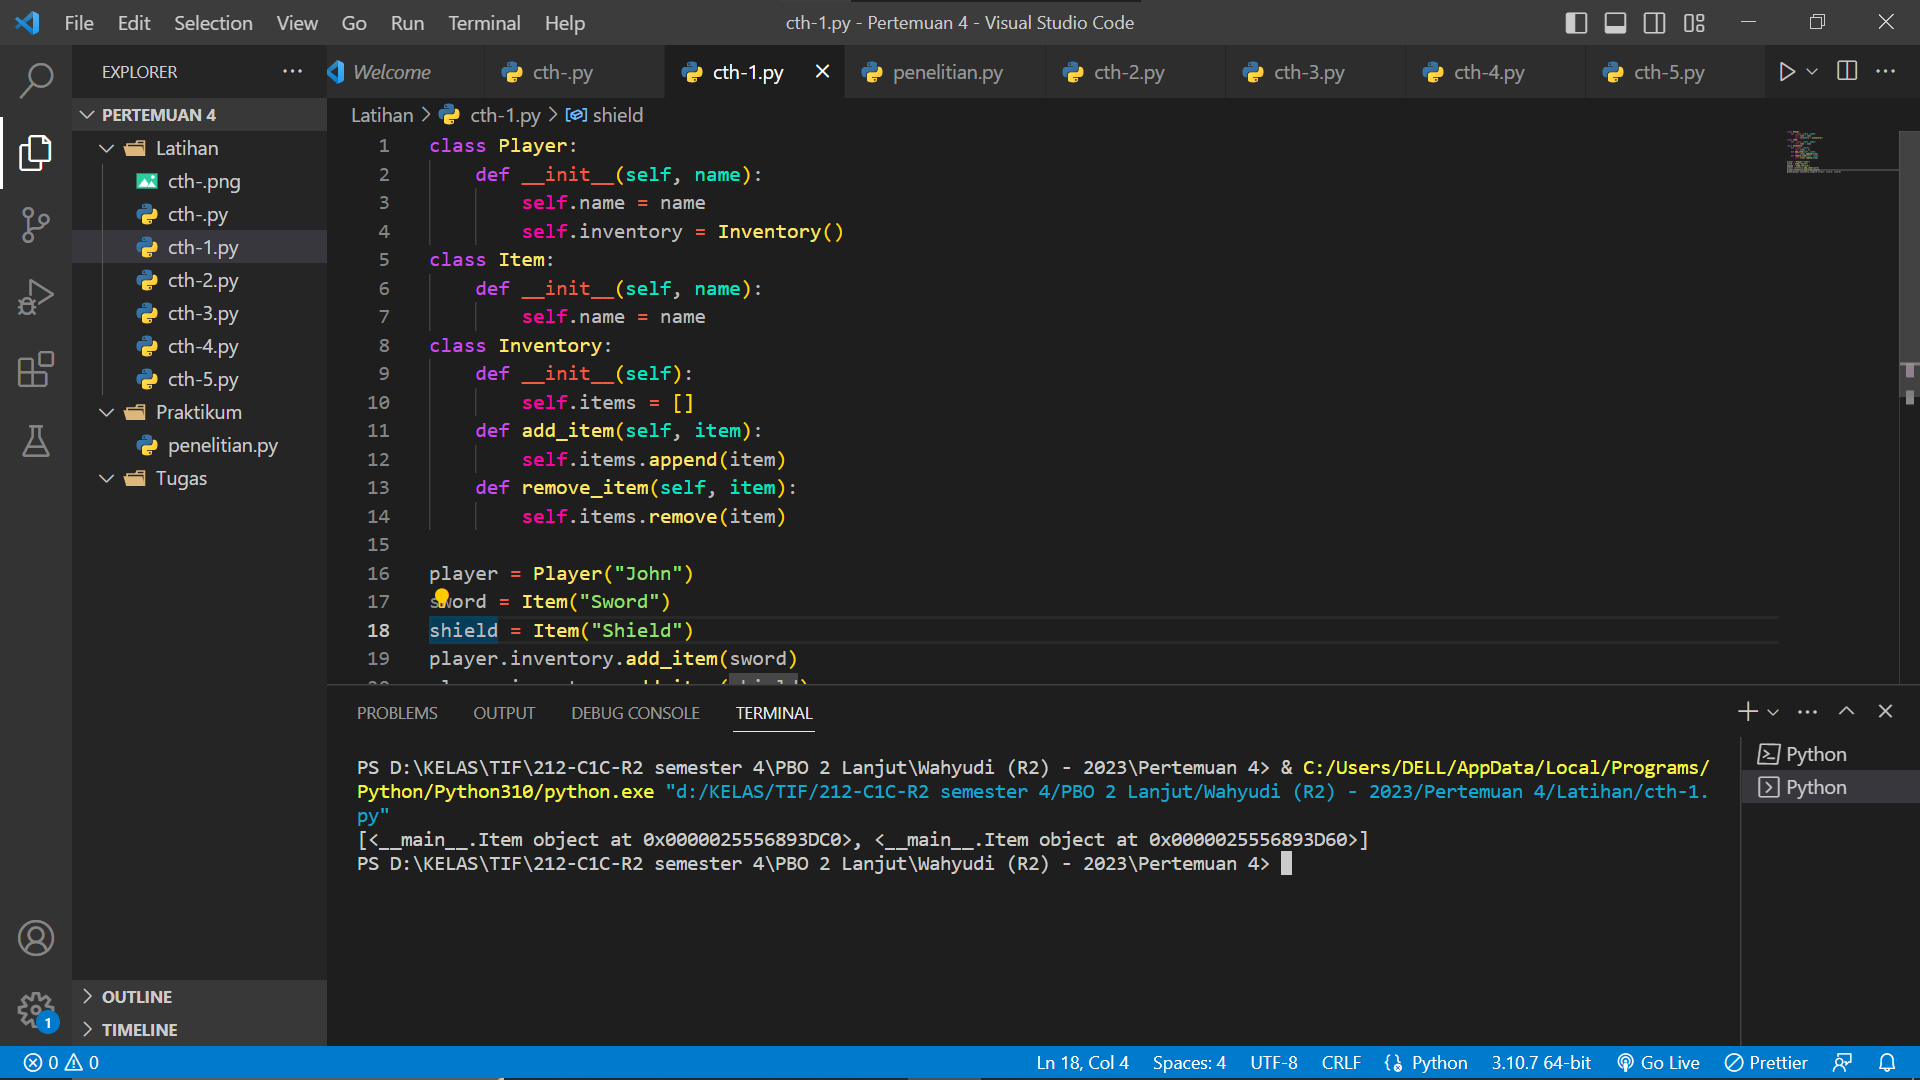 File Edit Selection View Go Run Terminal Help
cth-1.py - Pertemuan 4 - Visual Studio Code
EXPLORER
Welcome cth-.py cth-1.py penelitian.py cth-2.py cth-3.py cth-4.py cth-5.py
PERTEMUAN 4
Latihan
cth-.png
cth-.py
cth-1.py
cth-2.py
cth-3.py
cth-4.py
cth-5.py
Praktikum
penelitian.py
Tugas
OUTLINE
TIMELINE
Latihan > cth-1.py > shield
1 class Player:
2     def __init__(self, name):
3         self.name = name
4         self.inventory = Inventory()
5 class Item:
6     def __init__(self, name):
7         self.name = name
8 class Inventory:
9     def __init__(self):
10         self.items = []
11     def add_item(self, item):
12         self.items.append(item)
13     def remove_item(self, item):
14         self.items.remove(item)
15
16 player = Player("John")
17 sword = Item("Sword")
18 shield = Item("Shield")
19 player.inventory.add_item(sword)
PROBLEMS OUTPUT DEBUG CONSOLE TERMINAL
PS D:\KELAS\TIF\212-C1C-R2 semester 4\PBO 2 Lanjut\Wahyudi (R2) - 2023\Pertemuan 4> & C:/Users/DELL/AppData/Local/Programs/
Python/Python310/python.exe "d:/KELAS/TIF/212-C1C-R2 semester 4/PBO 2 Lanjut/Wahyudi (R2) - 2023/Pertemuan 4/Latihan/cth-1.
py"
[<__main__.Item object at 0x0000025556893DC0>, <__main__.Item object at 0x0000025556893D60>]
PS D:\KELAS\TIF\212-C1C-R2 semester 4\PBO 2 Lanjut\Wahyudi (R2) - 2023\Pertemuan 4>
Python
Python
1
0 0
Ln 18, Col 4 Spaces: 4 UTF-8 CRLF Python 3.10.7 64-bit Go Live Prettier